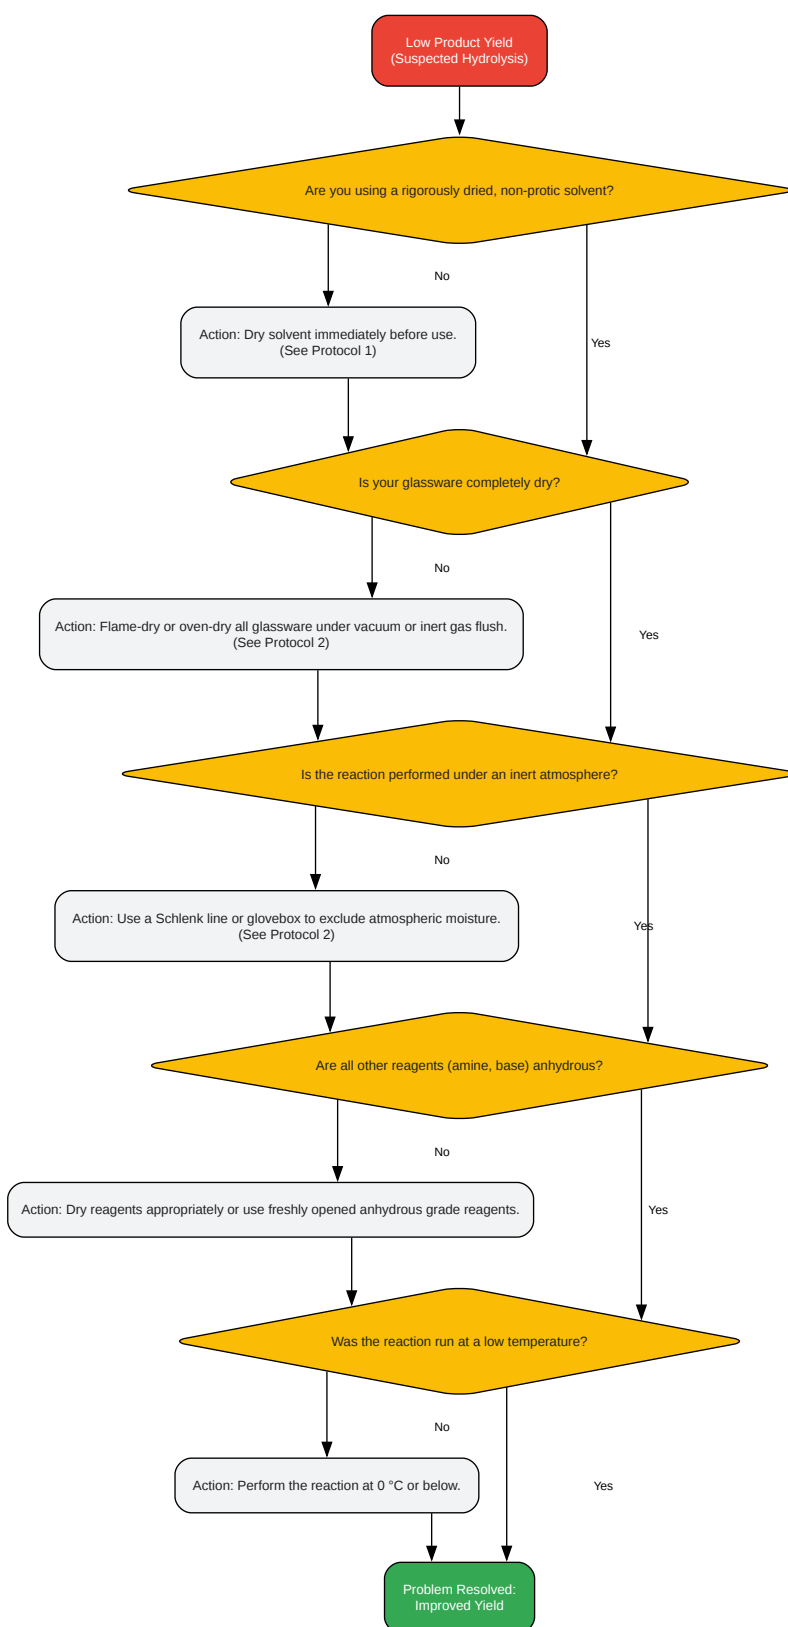 Low Product Yield
(Suspected Hydrolysis)
Are you using a rigorously dried, non-protic solvent?
No
Action: Dry solvent immediately before use.
(See Protocol 1)
Yes
Is your glassware completely dry?
No
Action: Flame-dry or oven-dry all glassware under vacuum or inert gas flush.
(See Protocol 2)
Yes
Is the reaction performed under an inert atmosphere?
No
Action: Use a Schlenk line or glovebox to exclude atmospheric moisture.
(See Protocol 2)
Yes
Are all other reagents (amine, base) anhydrous?
No
Action: Dry reagents appropriately or use freshly opened anhydrous grade reagents.
Yes
Was the reaction run at a low temperature?
No
Action: Perform the reaction at 0 °C or below.
Yes
Problem Resolved:
Improved Yield